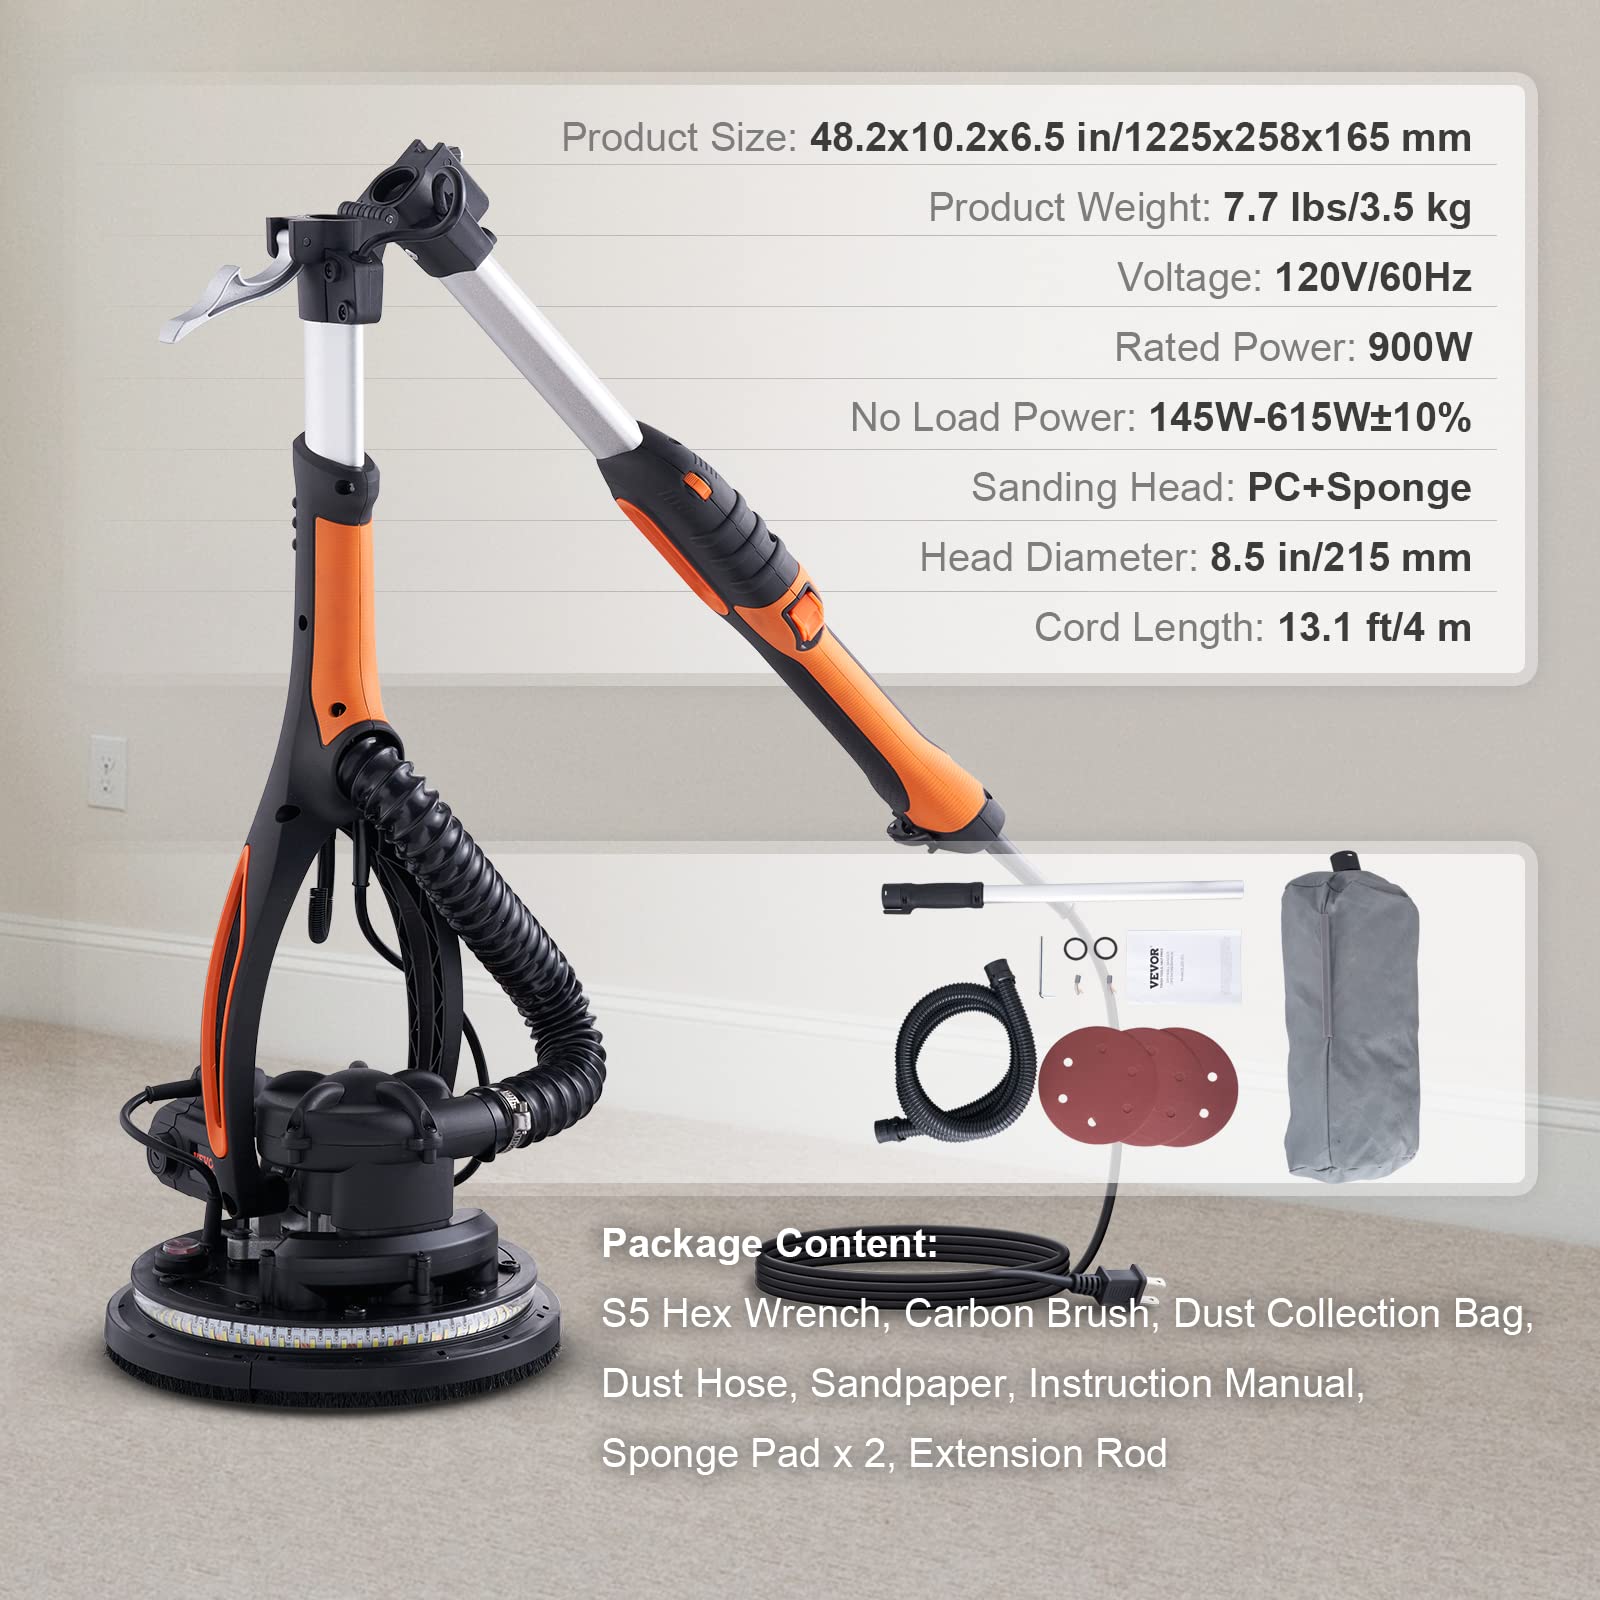 Product Size: 48.2x10.2x6.5 in/1225x258x165 mm
Product Weight: 7.7 lbs/3.5 kg
Voltage: 120V/60Hz
Rated Power: 900W
No Load Power: 145W-615W±10%
Sanding Head: PC+Sponge
Head Diameter: 8.5 in/215 mm
Cord Length: 13.1 ft/4 m
VEVOR
Package Content:
S5 Hex Wrench, Carbon Brush, Dust Collection Bag,
Dust Hose, Sandpaper, Instruction Manual,
Sponge Pad x 2, Extension Rod